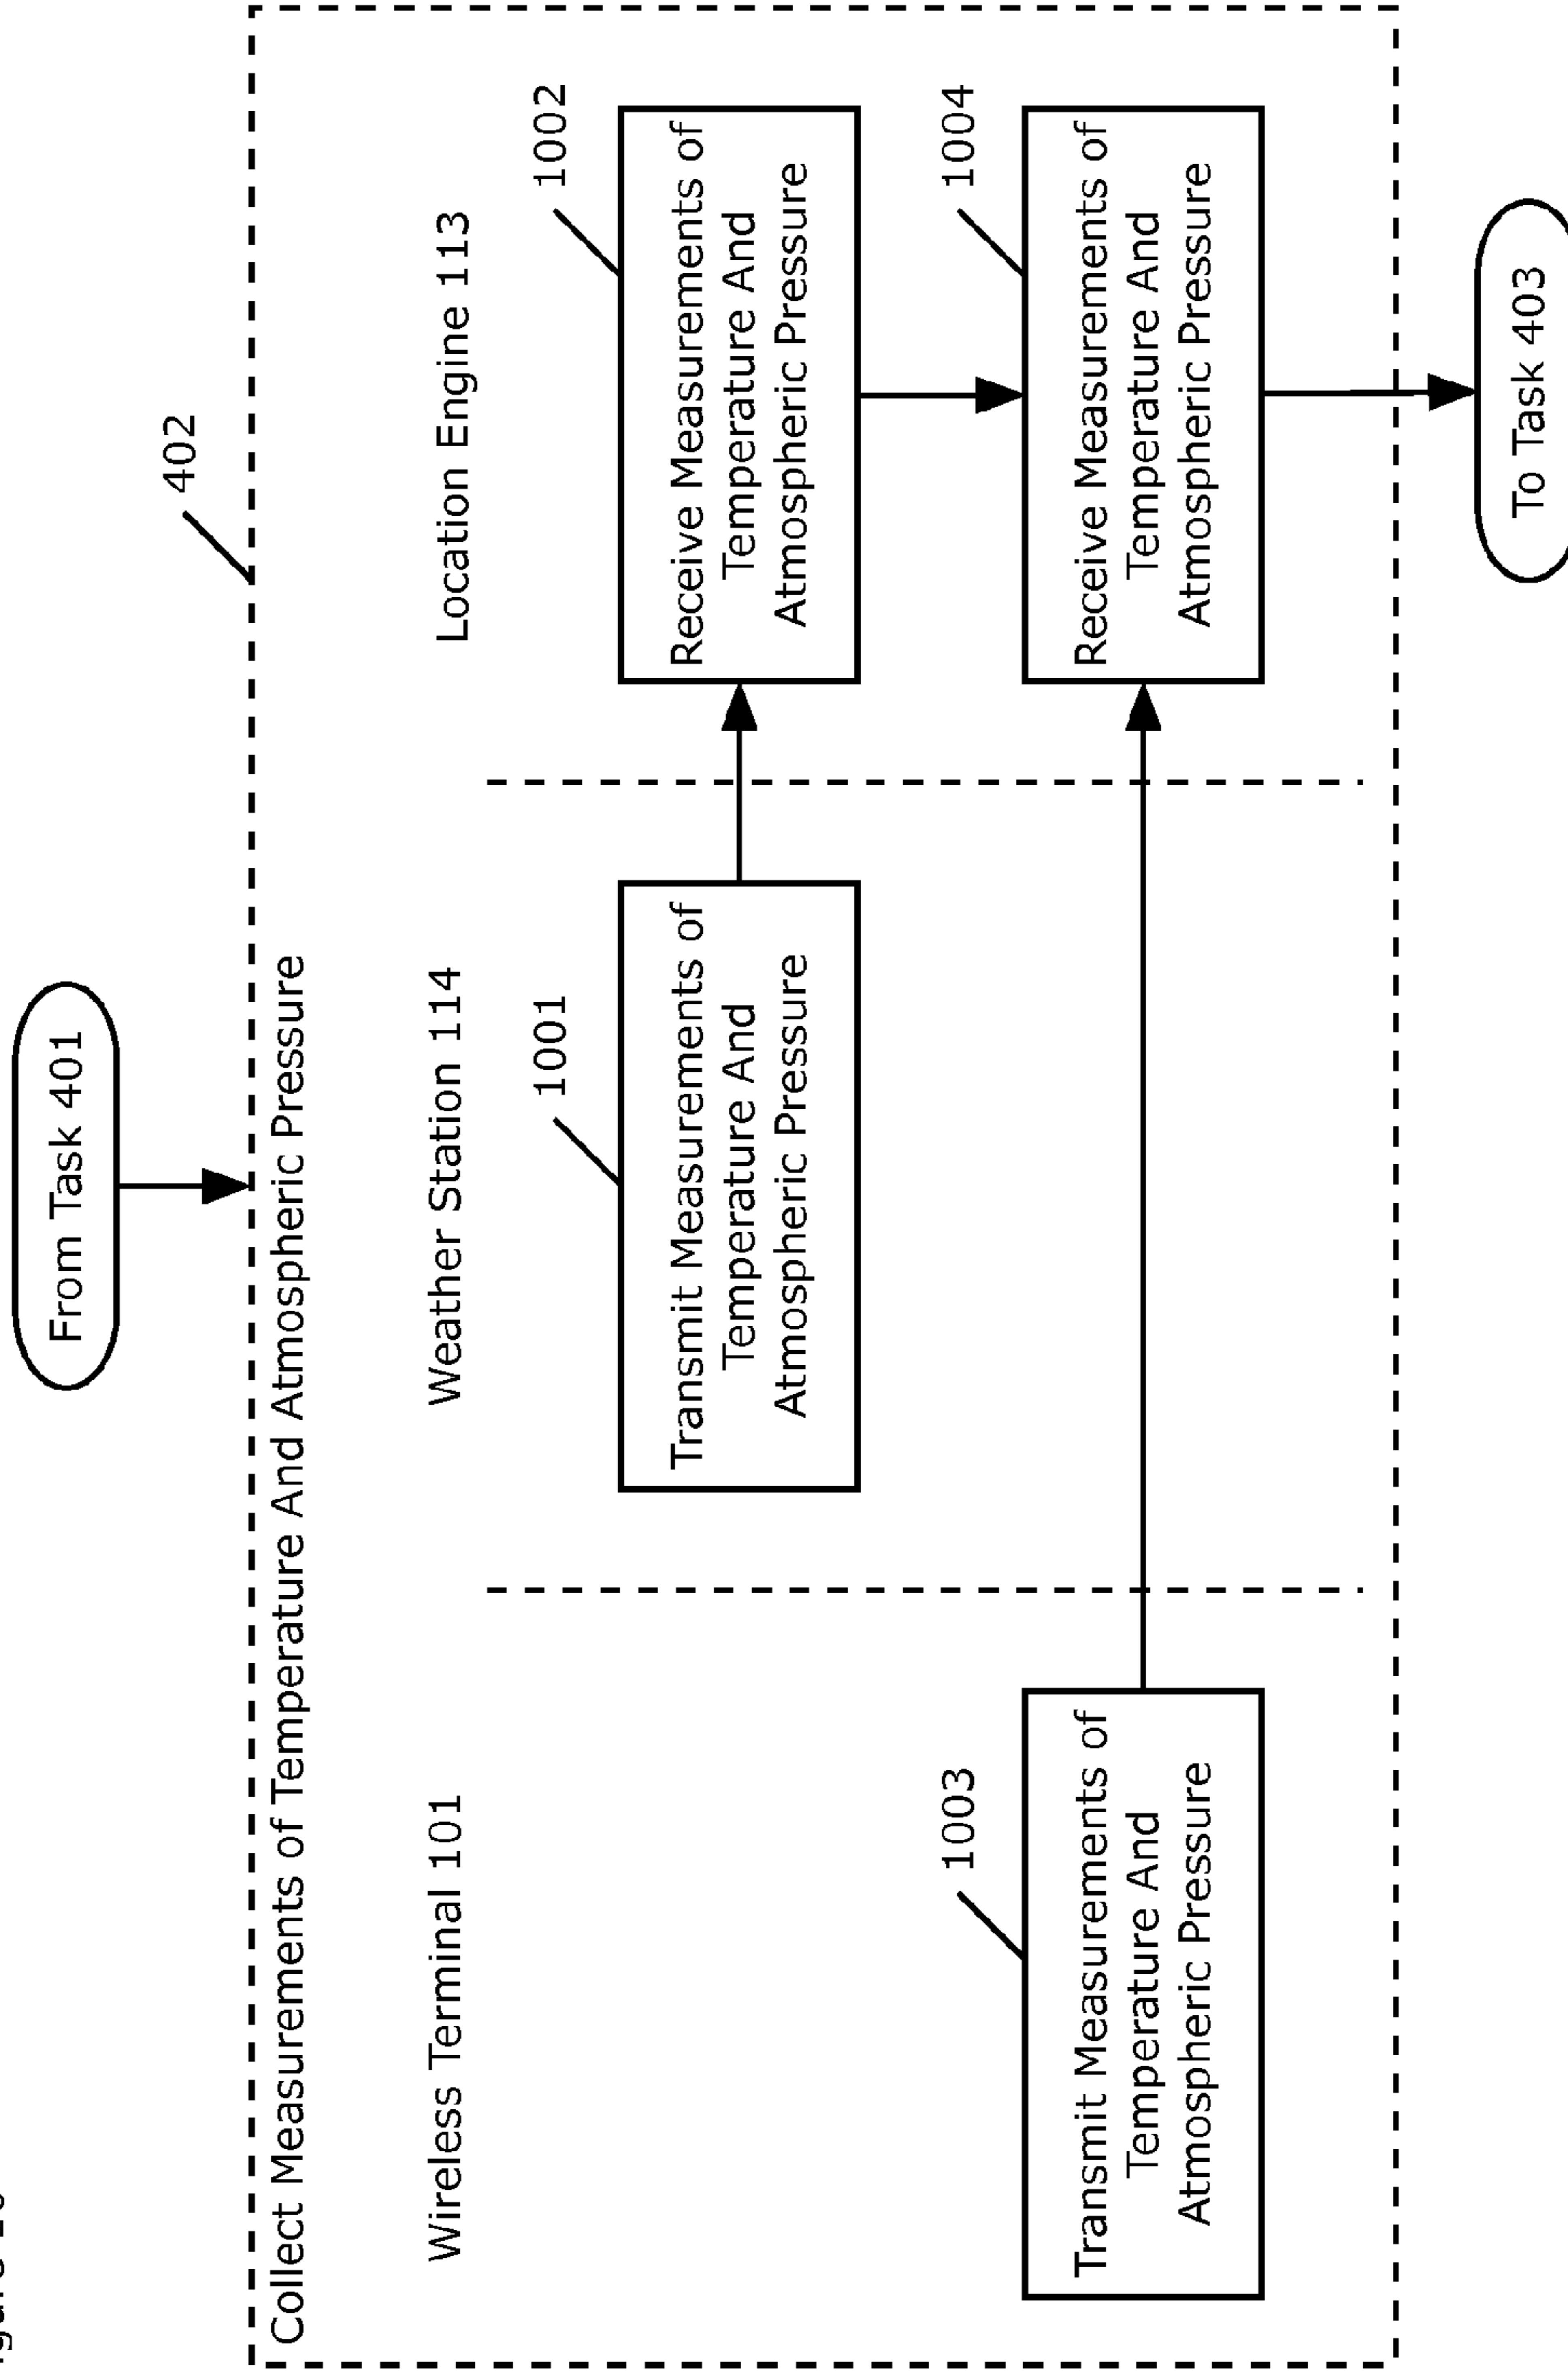 From Task 401
402
Collect Measurements of Temperature And Atmospheric Pressure
Wireless Terminal 101
Weather Station 114
Location Engine 113
1001
Transmit Measurements of
Temperature And
Atmospheric Pressure
1002
Receive Measurements of
Temperature And
Atmospheric Pressure
1003
Transmit Measurements of
Temperature And
Atmospheric Pressure
1004
Receive Measurements of
Temperature And
Atmospheric Pressure
To Task 403